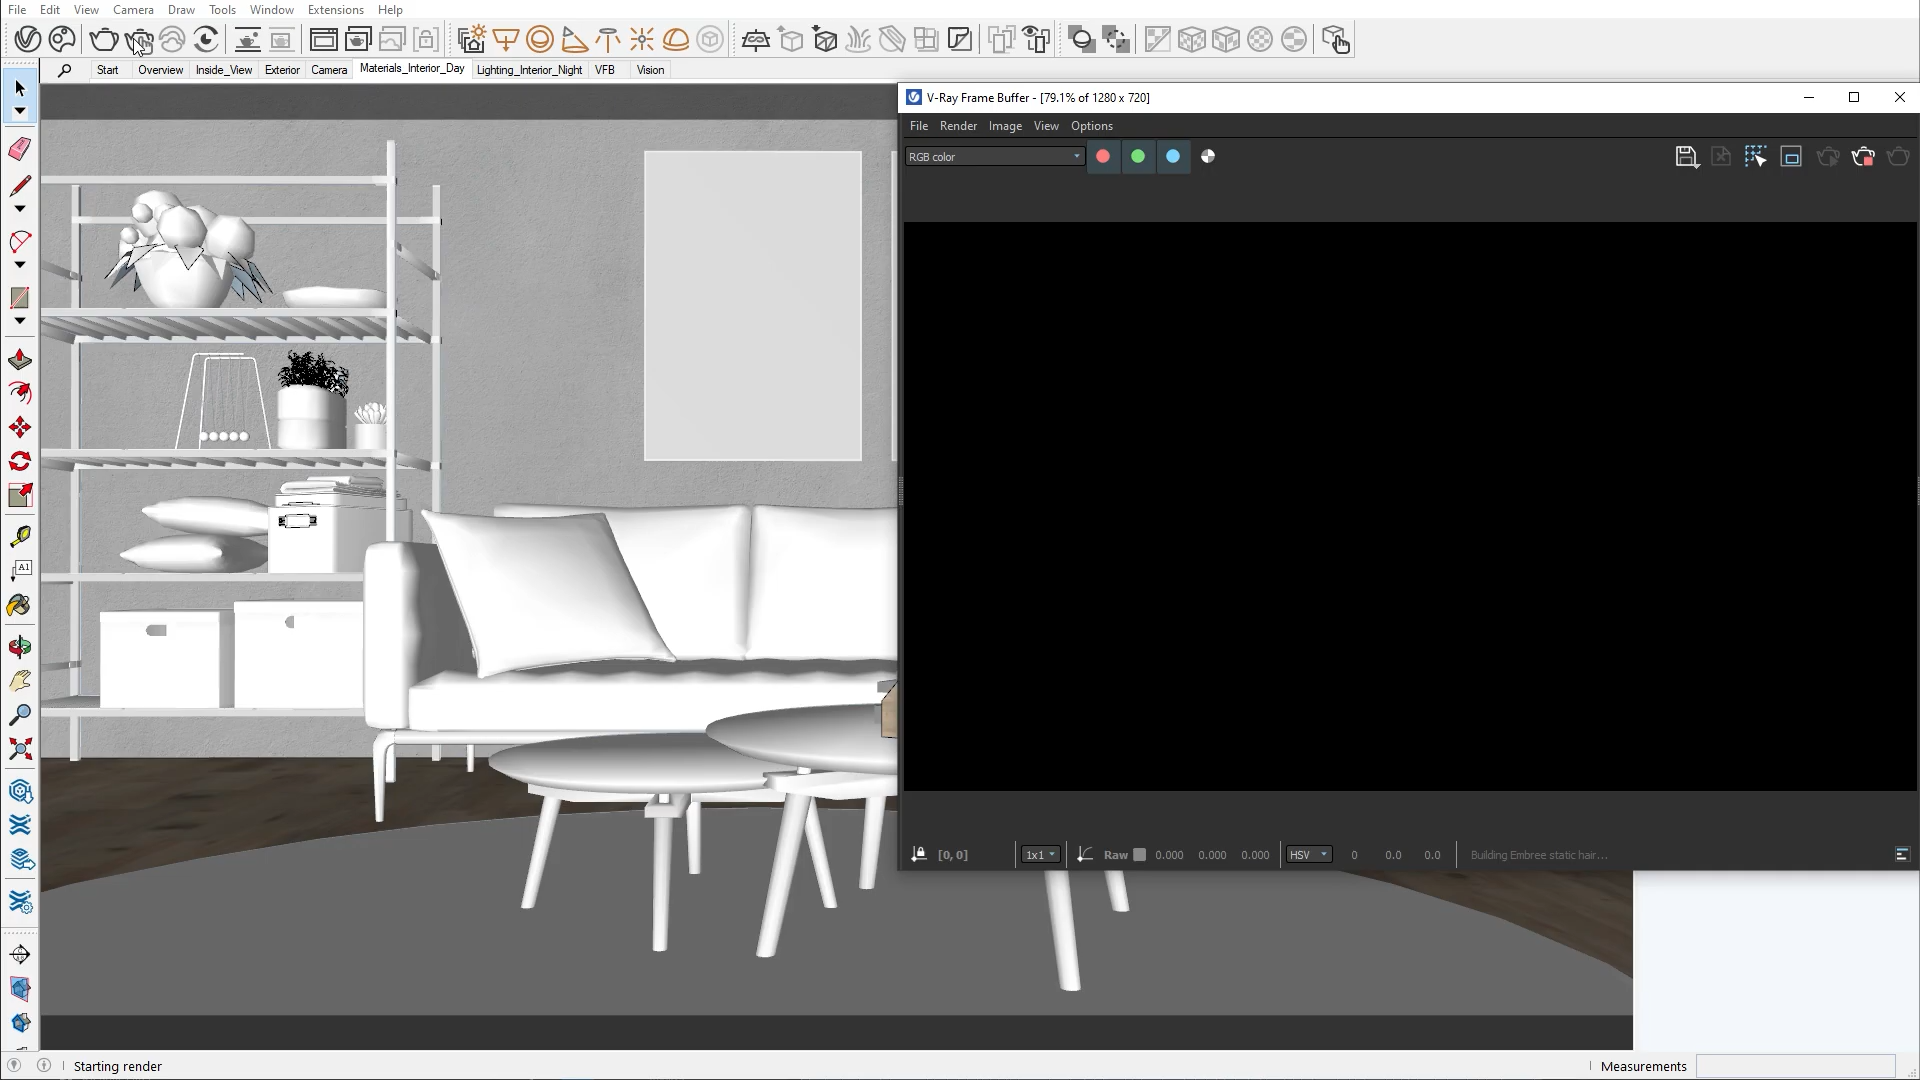 File Edit View Camera Draw Tools Window Extensions Help
Start Overview Inside_View Exterior Camera Materials_Interior_Day Lighting_Interior_Night VFB Vision
V-Ray Frame Buffer - [79.1% of 1280 x 720]
File Render Image View Options
RGB color
A1
[0, 0] 1x1 Raw 0.000 0.000 0.000 HSV 0 0.0 0.0 Building Embree static hair...
Starting render Measurements